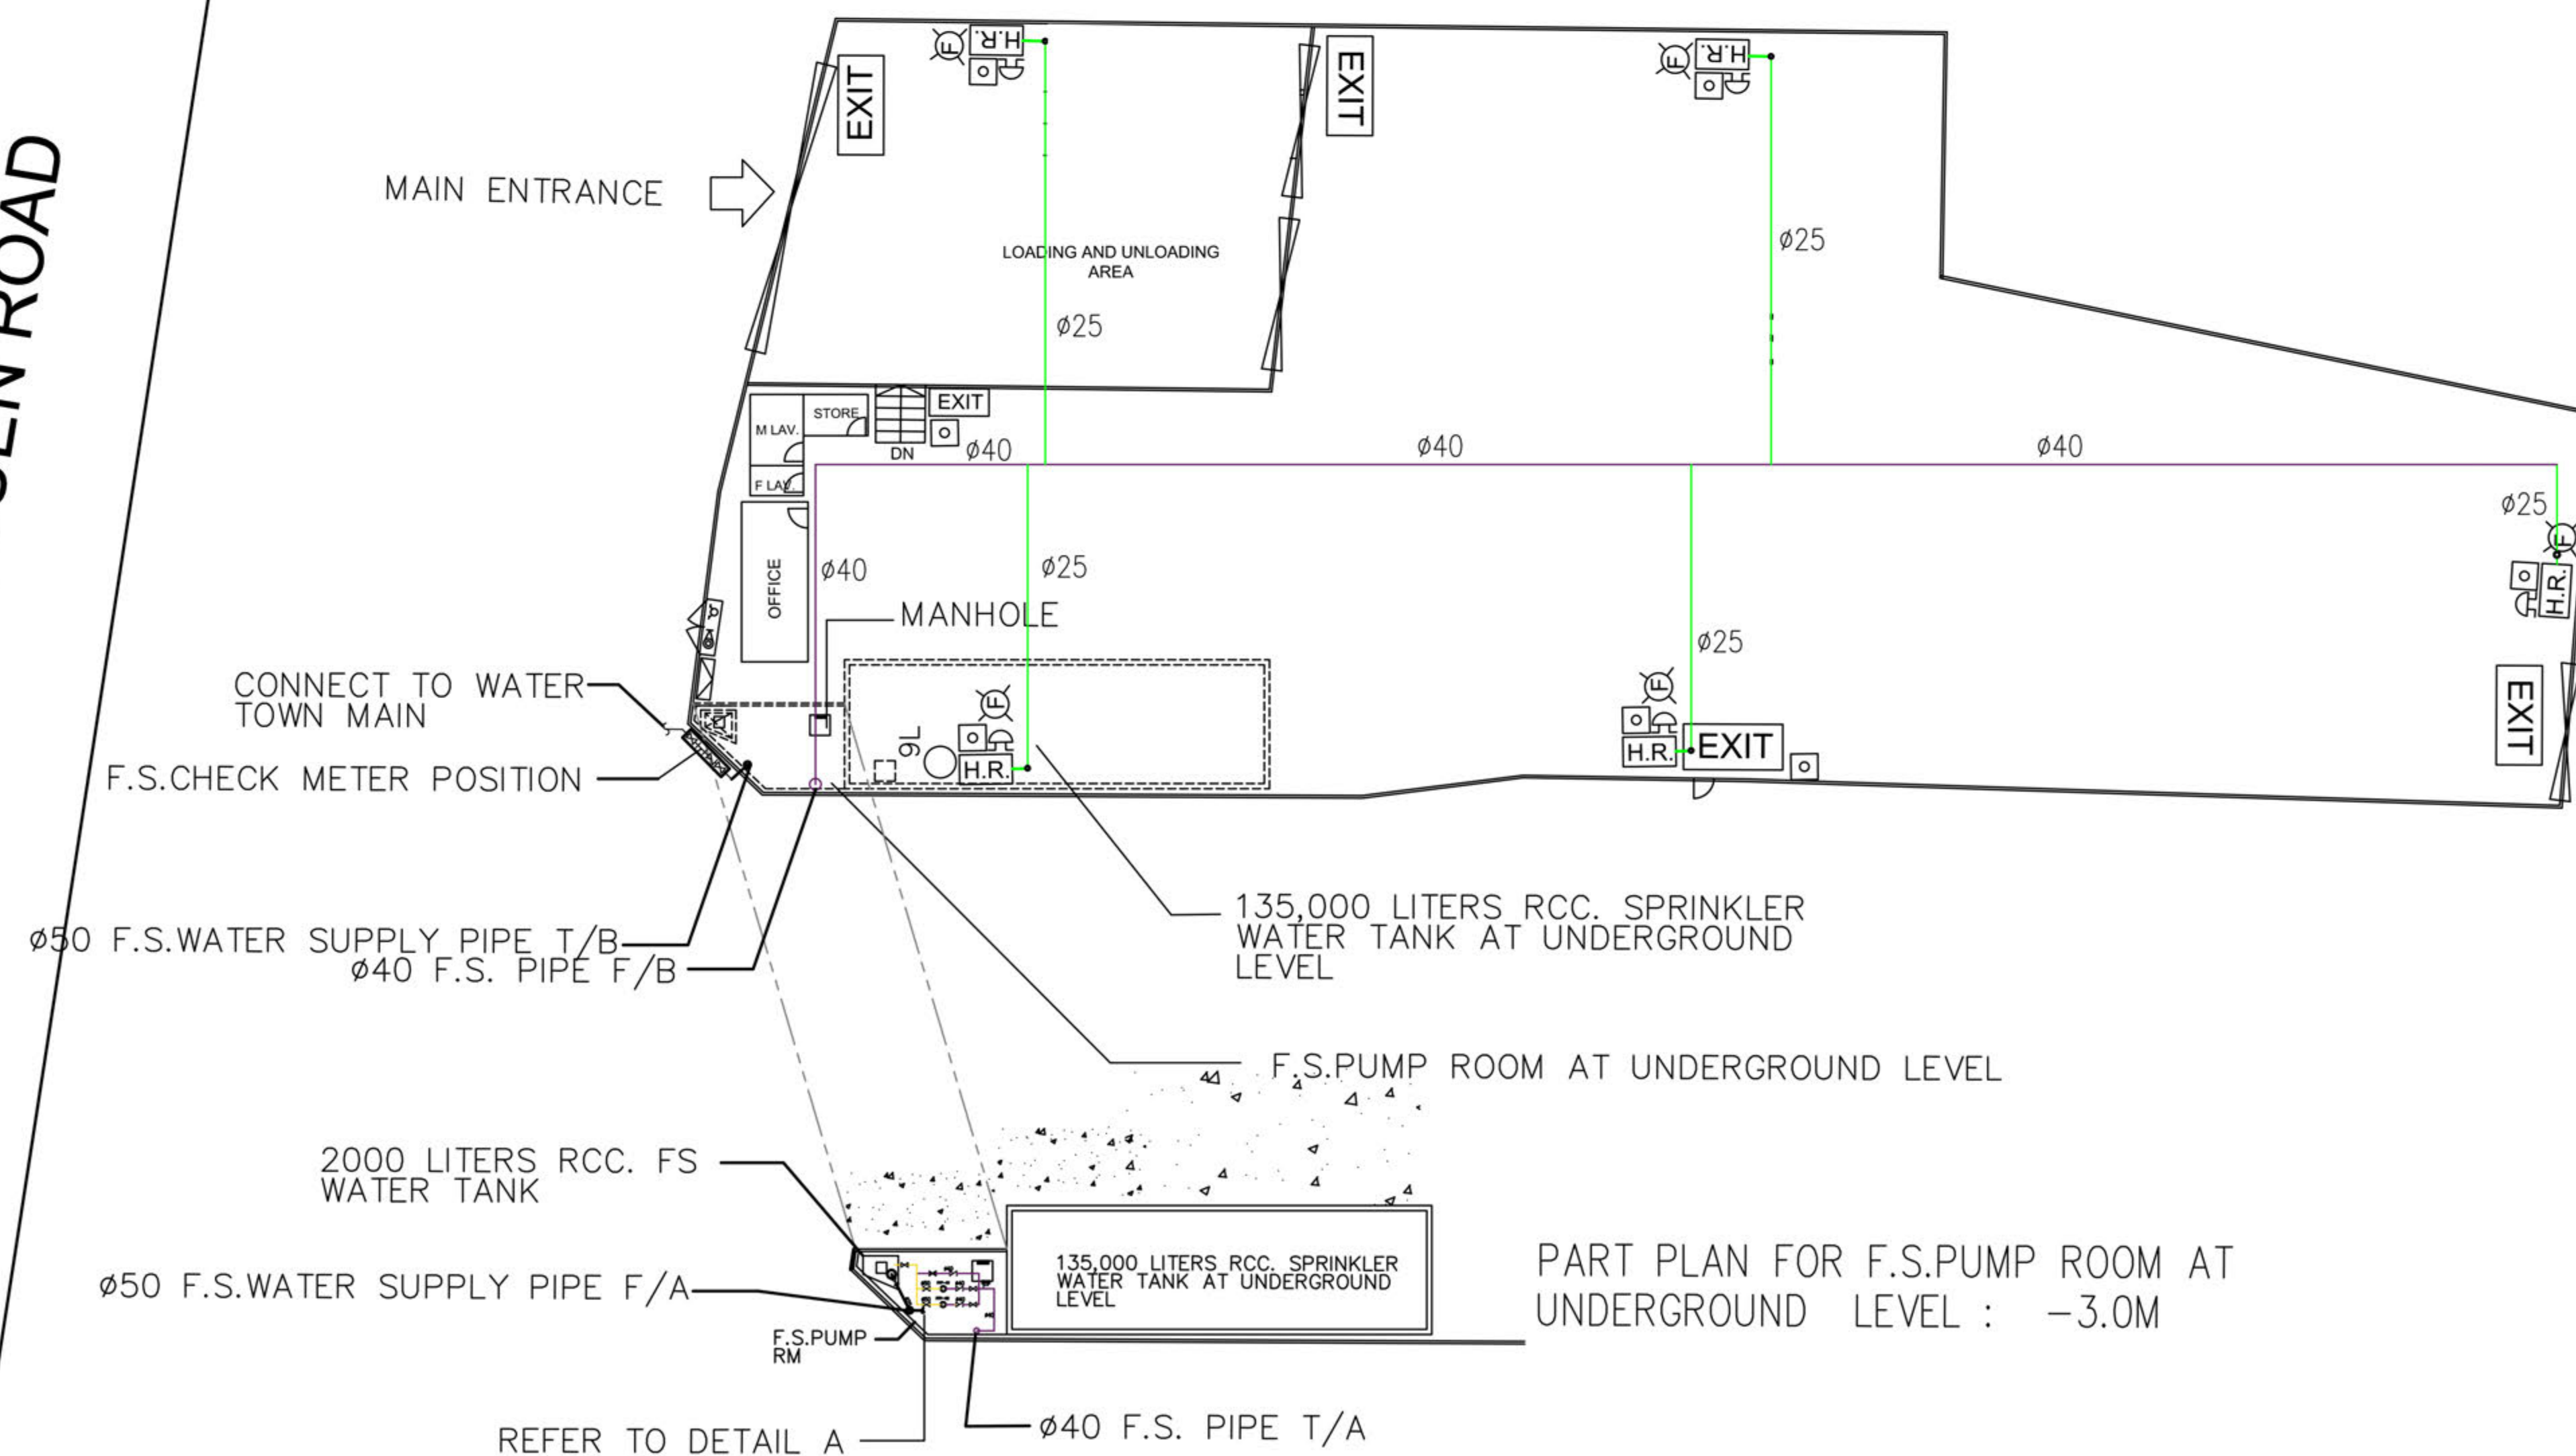 ROAD
EXIT
F
H.R.
EXIT
F
H.R.
MAIN ENTRANCE
LOADING AND UNLOADING
AREA
ø25
ø25
M LAV.
STORE
EXIT
F LAV.
DN
ø40
ø40
ø40
ø25
F
H.R.
OFFICE
ø40
ø25
MANHOLE
ø25
CONNECT TO WATER
TOWN MAIN
F
F
9L
H.R.
H.R.
EXIT
EXIT
F.S.CHECK METER POSITION
ø50 F.S.WATER SUPPLY PIPE T/B
ø40 F.S. PIPE F/B
135,000 LITERS RCC. SPRINKLER
WATER TANK AT UNDERGROUND
LEVEL
F.S.PUMP ROOM AT UNDERGROUND LEVEL
2000 LITERS RCC. FS
WATER TANK
ø50 F.S.WATER SUPPLY PIPE F/A
135,000 LITERS RCC. SPRINKLER
WATER TANK AT UNDERGROUND
LEVEL
PART PLAN FOR F.S.PUMP ROOM AT
UNDERGROUND LEVEL : -3.0M
F.S.PUMP
RM
REFER TO DETAIL A
ø40 F.S. PIPE T/A